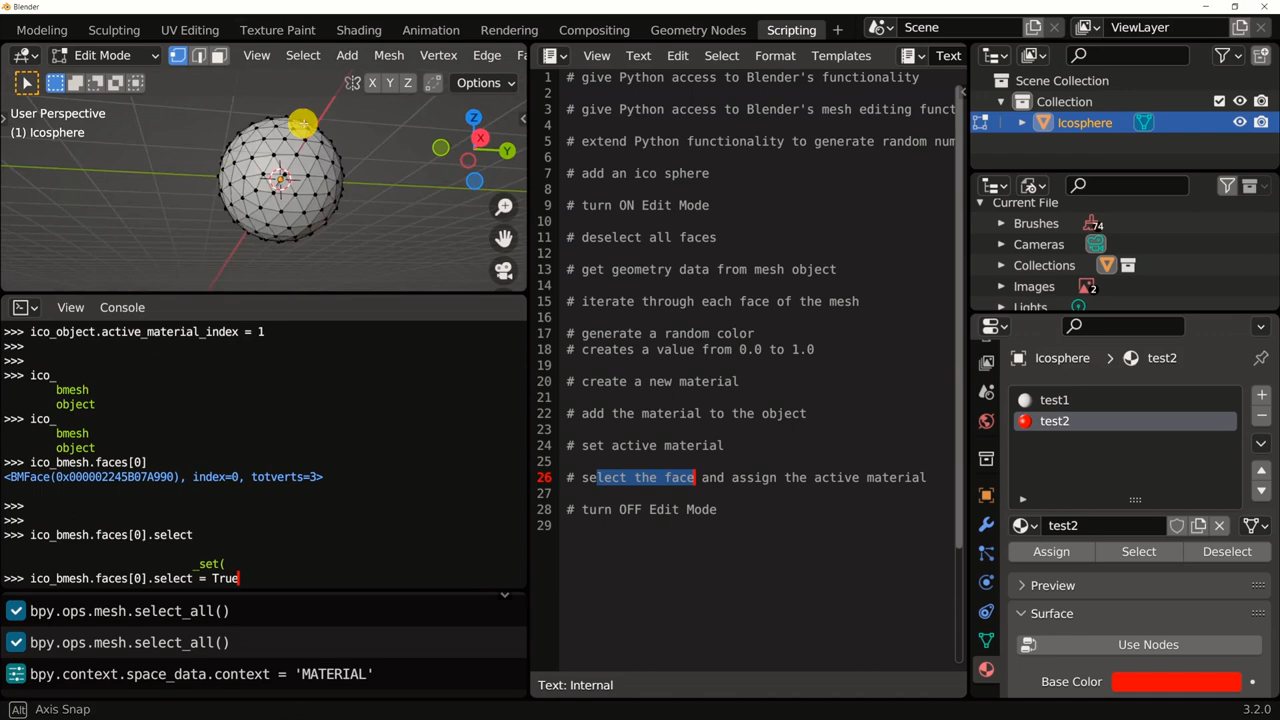 Blender
Modeling Sculpting UV Editing Texture Paint Shading Animation Rendering Compositing Geometry Nodes Scripting + Scene ViewLayer
Edit Mode View Select Add Mesh Vertex Edge Fa
X Y Z Options
User Perspective
(1) Icosphere
Z
X
Y
View Console
>>> ico_object.active_material_index = 1
>>>
>>>
>>> ico_
bmesh
object
>>> ico_
bmesh
object
>>> ico_bmesh.faces[0]
<BMFace(0x000002245B07A990), index=0, totverts=3>
>>>
>>>
>>> ico_bmesh.faces[0].select
_set(
>>> ico_bmesh.faces[0].select = True
bpy.ops.mesh.select_all()
bpy.ops.mesh.select_all()
bpy.context.space_data.context = 'MATERIAL'
View Text Edit Select Format Templates Text
1 # give Python access to Blender's functionality
2
3 # give Python access to Blender's mesh editing funct
4
5 # extend Python functionality to generate random num
6
7 # add an ico sphere
8
9 # turn ON Edit Mode
10
11 # deselect all faces
12
13 # get geometry data from mesh object
14
15 # iterate through each face of the mesh
16
17 # generate a random color
18 # creates a value from 0.0 to 1.0
19
20 # create a new material
21
22 # add the material to the object
23
24 # set active material
25
26 # select the face and assign the active material
27
28 # turn OFF Edit Mode
29
Text: Internal
Scene Collection
Collection
Icosphere
Current File
Brushes 74
Cameras
Collections
Images 2
Lights 1
Icosphere > test2
test1
test2
test2
Assign Select Deselect
Preview
Surface
Use Nodes
Base Color
Alt Axis Snap 3.2.0